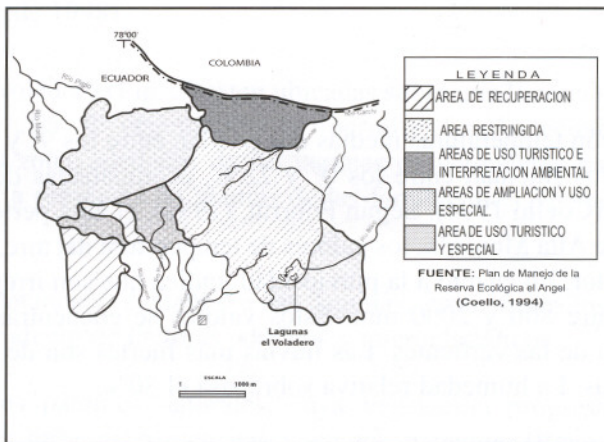 78°00'
COLOMBIA
ECUADOR
Río Plata
LEYENDA
AREA DE RECUPERACION
AREA RESTRINGIDA
AREAS DE USO TURISTICO E
INTERPRETACION AMBIENTAL
AREAS DE AMPLIACION Y USO
ESPECIAL.
AREA DE USO TURISTICO
Y ESPECIAL
FUENTE: Plan de Manejo de la
Reserva Ecológica el Angel
(Coello, 1994)
Lagunas
el Voladero
ESCALA
1 1000 m